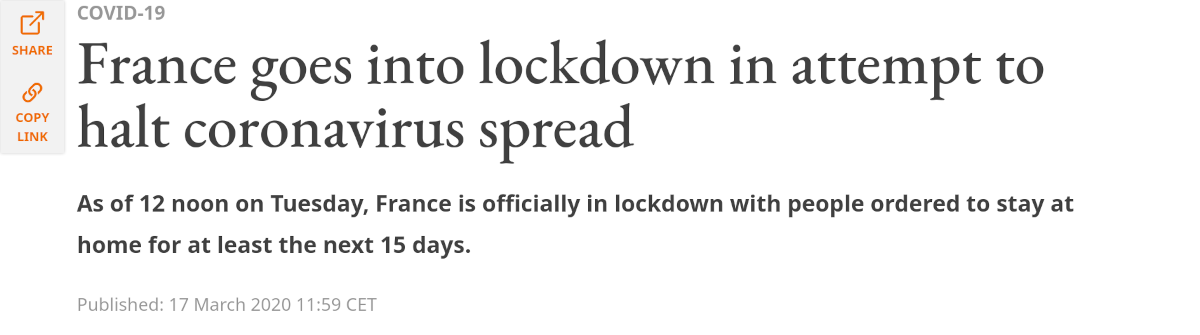 SHARE
COPY
LINK
COVID-19
France goes into lockdown in attempt to
halt coronavirus spread
As of 12 noon on Tuesday, France is officially in lockdown with people ordered to stay at
home for at least the next 15 days.
Published: 17 March 2020 11:59 CET